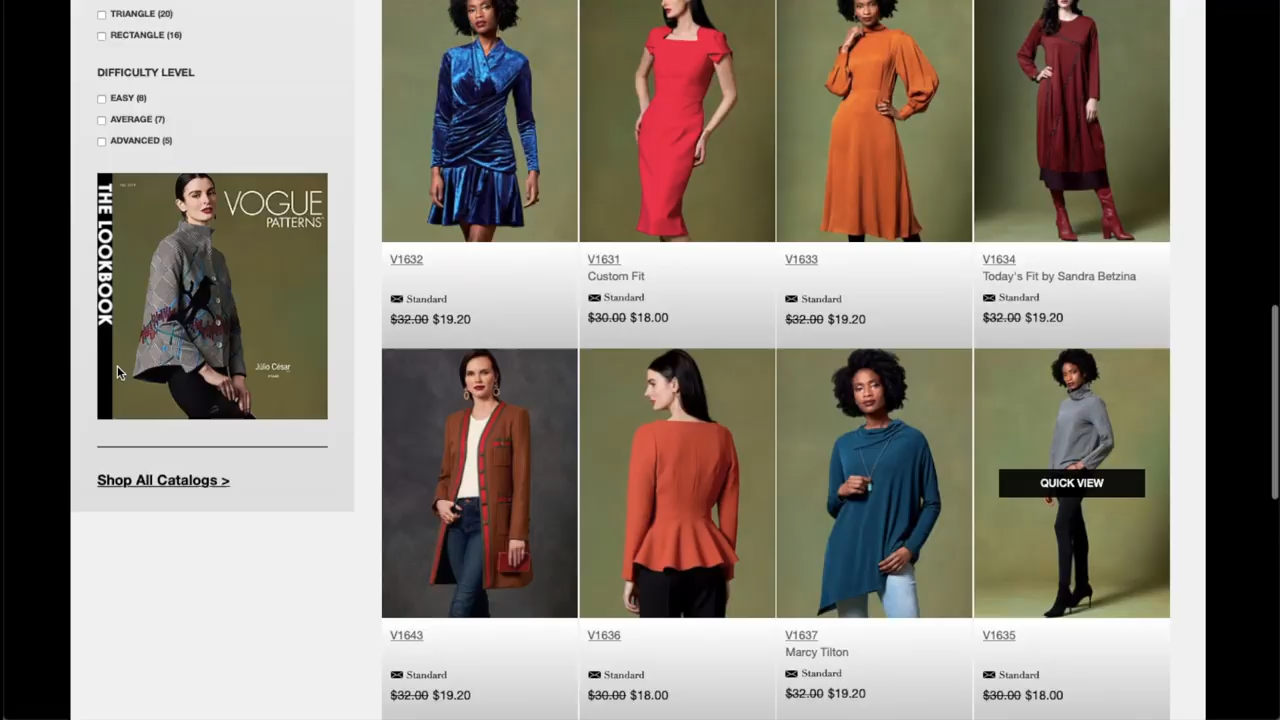 TRIANGLE (20)
RECTANGLE (16)
DIFFICULTY LEVEL
EASY (8)
AVERAGE (7)
ADVANCED (5)
THE LOOKBOOK
VOGUE
PATTERNS
Júlio César
Shop All Catalogs >
V1632
Standard
$32.00 $19.20
V1631
Custom Fit
Standard
$30.00 $18.00
V1633
Standard
$32.00 $19.20
V1634
Today's Fit by Sandra Betzina
Standard
$32.00 $19.20
QUICK VIEW
V1643
Standard
$32.00 $19.20
V1636
Standard
$30.00 $18.00
V1637
Marcy Tilton
Standard
$32.00 $19.20
V1635
Standard
$30.00 $18.00